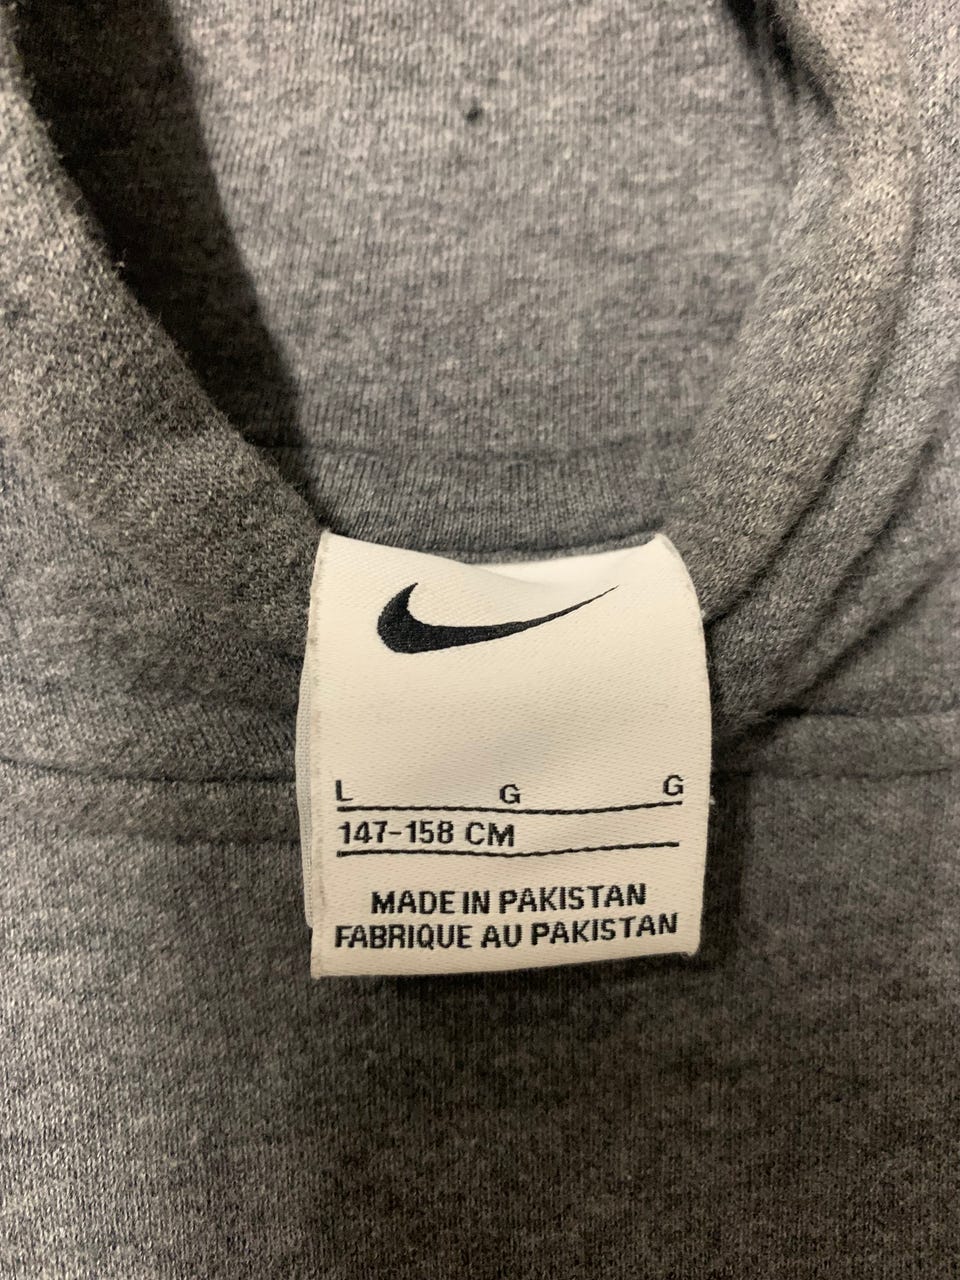 L G G
147-158 CM
MADE IN PAKISTAN
FABRIQUE AU PAKISTAN